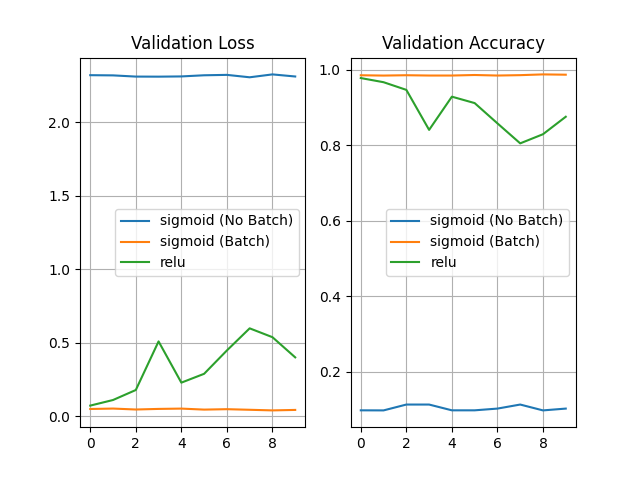 Validation Loss
2.0
1.5
1.0
0.5
0.0
0 2 4 6 8
sigmoid (No Batch)
sigmoid (Batch)
relu
Validation Accuracy
1.0
0.8
0.6
0.4
0.2
0 2 4 6 8
sigmoid (No Batch)
sigmoid (Batch)
relu